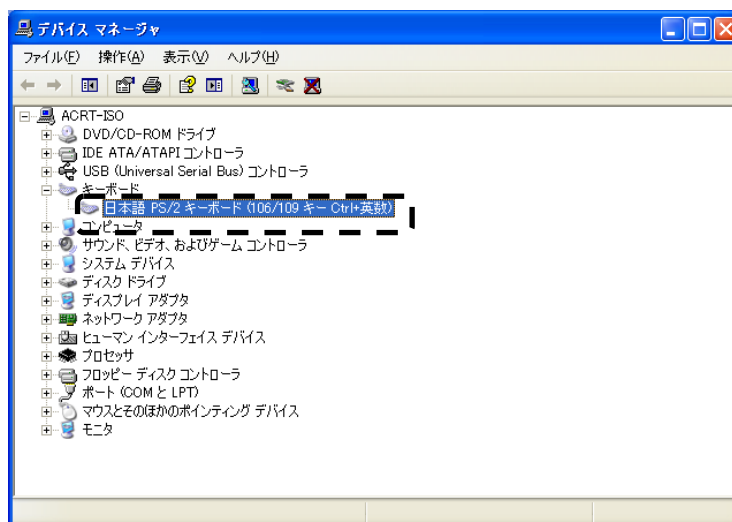 デバイス マネージャ
ファイル(F) 操作(A) 表示(V) ヘルプ(H)
ACRT-ISO
DVD/CD-ROM ドライブ
IDE ATA/ATAPI コントローラ
USB (Universal Serial Bus) コントローラ
キーボード
日本語 PS/2 キーボード (106/109 キー Ctrl+英数)
コンピュータ
サウンド、ビデオ、およびゲーム コントローラ
システム デバイス
ディスク ドライブ
ディスプレイ アダプタ
ネットワーク アダプタ
ヒューマン インターフェイス デバイス
プロセッサ
フロッピー ディスク コントローラ
ポート (COM と LPT)
マウスとそのほかのポインティング デバイス
モニタ